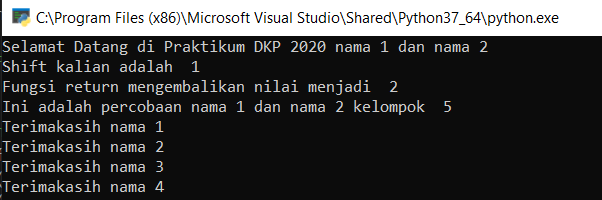 C:\Program Files (x86)\Microsoft Visual Studio\Shared\Python37_64\python.exe
Selamat Datang di Praktikum DKP 2020 nama 1 dan nama 2
Shift kalian adalah  1
Fungsi return mengembalikan nilai menjadi  2
Ini adalah percobaan nama 1 dan nama 2 kelompok  5
Terimakasih nama 1
Terimakasih nama 2
Terimakasih nama 3
Terimakasih nama 4